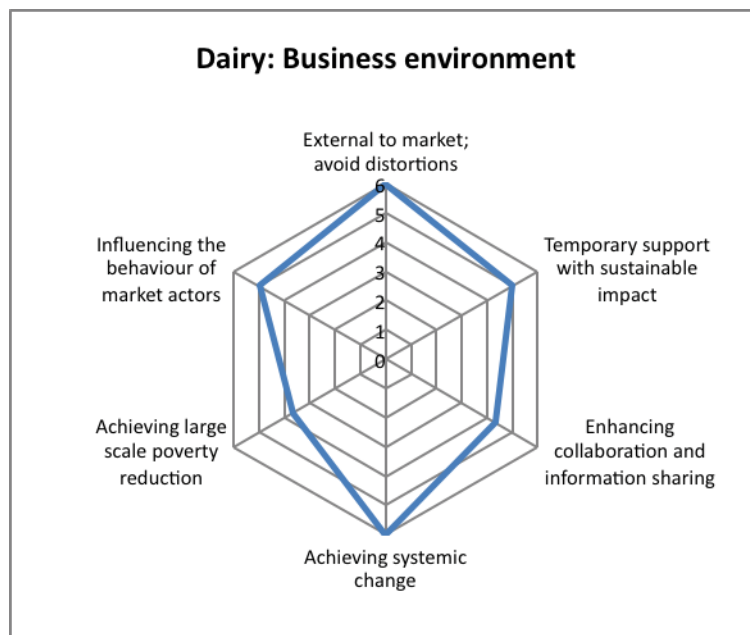 Dairy: Business environment
External to market;
avoid distortions
6
5
4
3
2
1
0
Temporary support
with sustainable
impact
Enhancing
collaboration and
information sharing
Achieving systemic
change
Achieving large
scale poverty
reduction
Influencing the
behaviour of
market actors